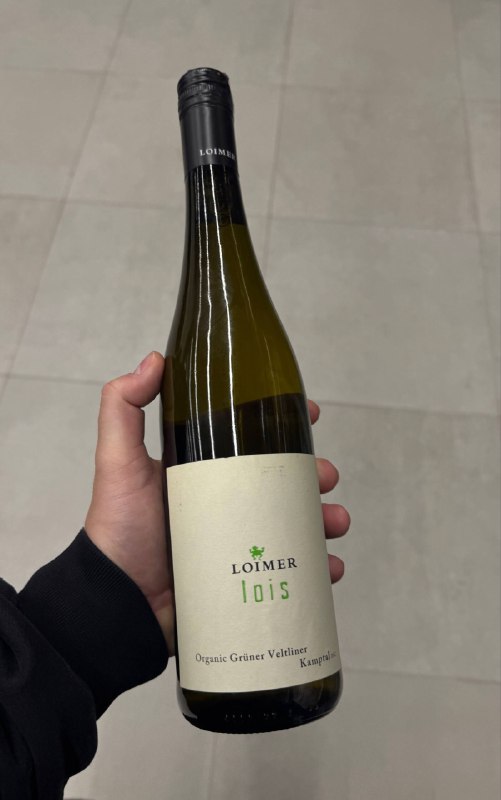 LOIMER
LOIMER
lois
Organic Grüner Veltliner
Kamptal